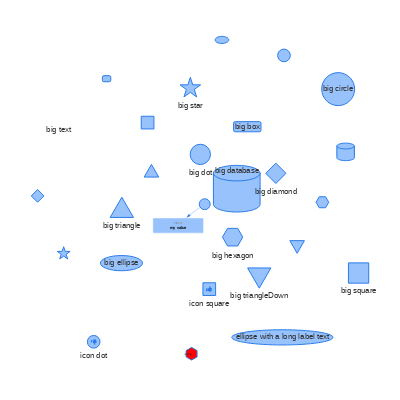 big circle
big star
big box
big text
big dot
big database
big diamond
big triangle
my value
big hexagon
big ellipse
big square
big triangleDown
icon square
ellipse with a long label text
icon dot